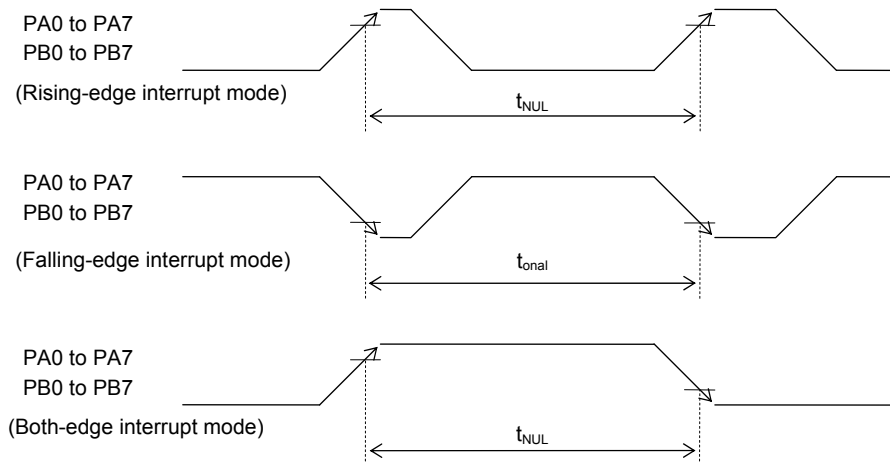 PA0 to PA7
PB0 to PB7
(Rising-edge interrupt mode)
tNUL
PA0 to PA7
PB0 to PB7
(Falling-edge interrupt mode)
tonal
PA0 to PA7
PB0 to PB7
(Both-edge interrupt mode)
tNUL